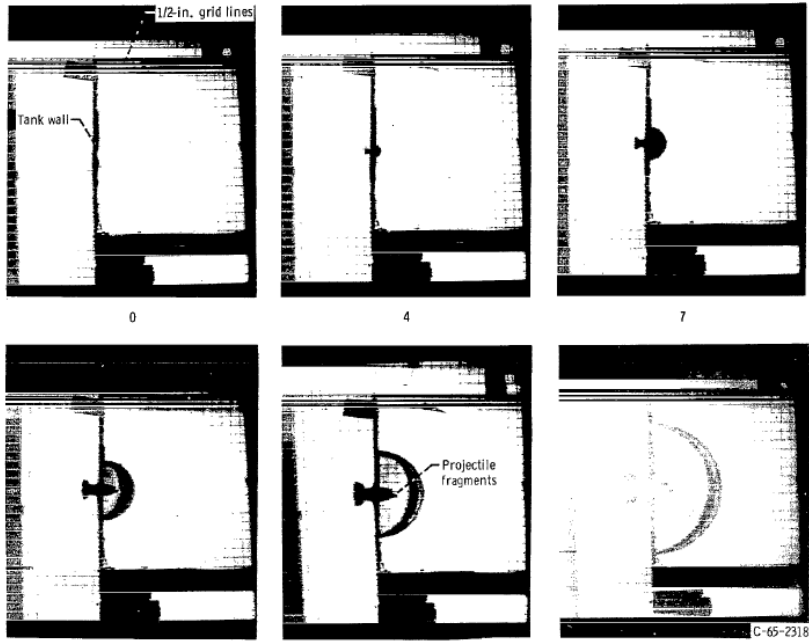 1/2-in. grid lines
Tank wall
0
4
7
Projectile
fragments
C-65-2318